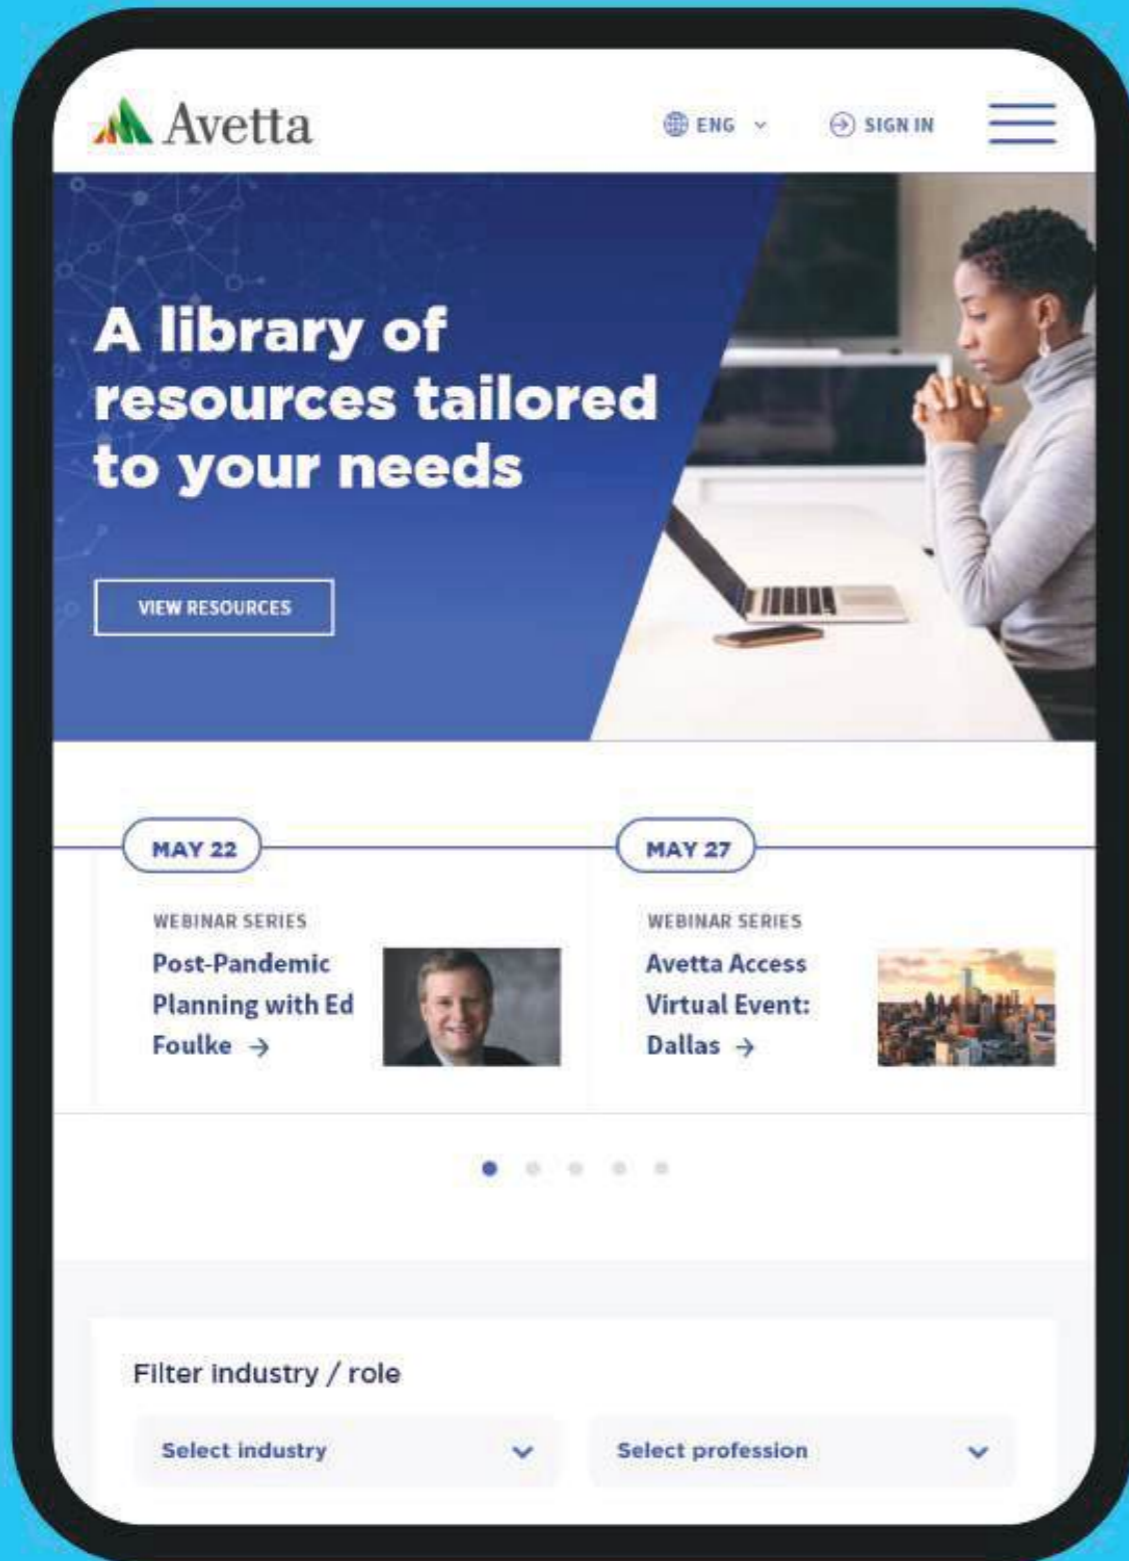 Avetta
ENG
SIGN IN
A library of
resources tailored
to your needs
VIEW RESOURCES
MAY 22
WEBINAR SERIES
Post-Pandemic
Planning with Ed
Foulke →
MAY 27
WEBINAR SERIES
Avetta Access
Virtual Event:
Dallas →
Filter industry / role
Select industry
Select profession